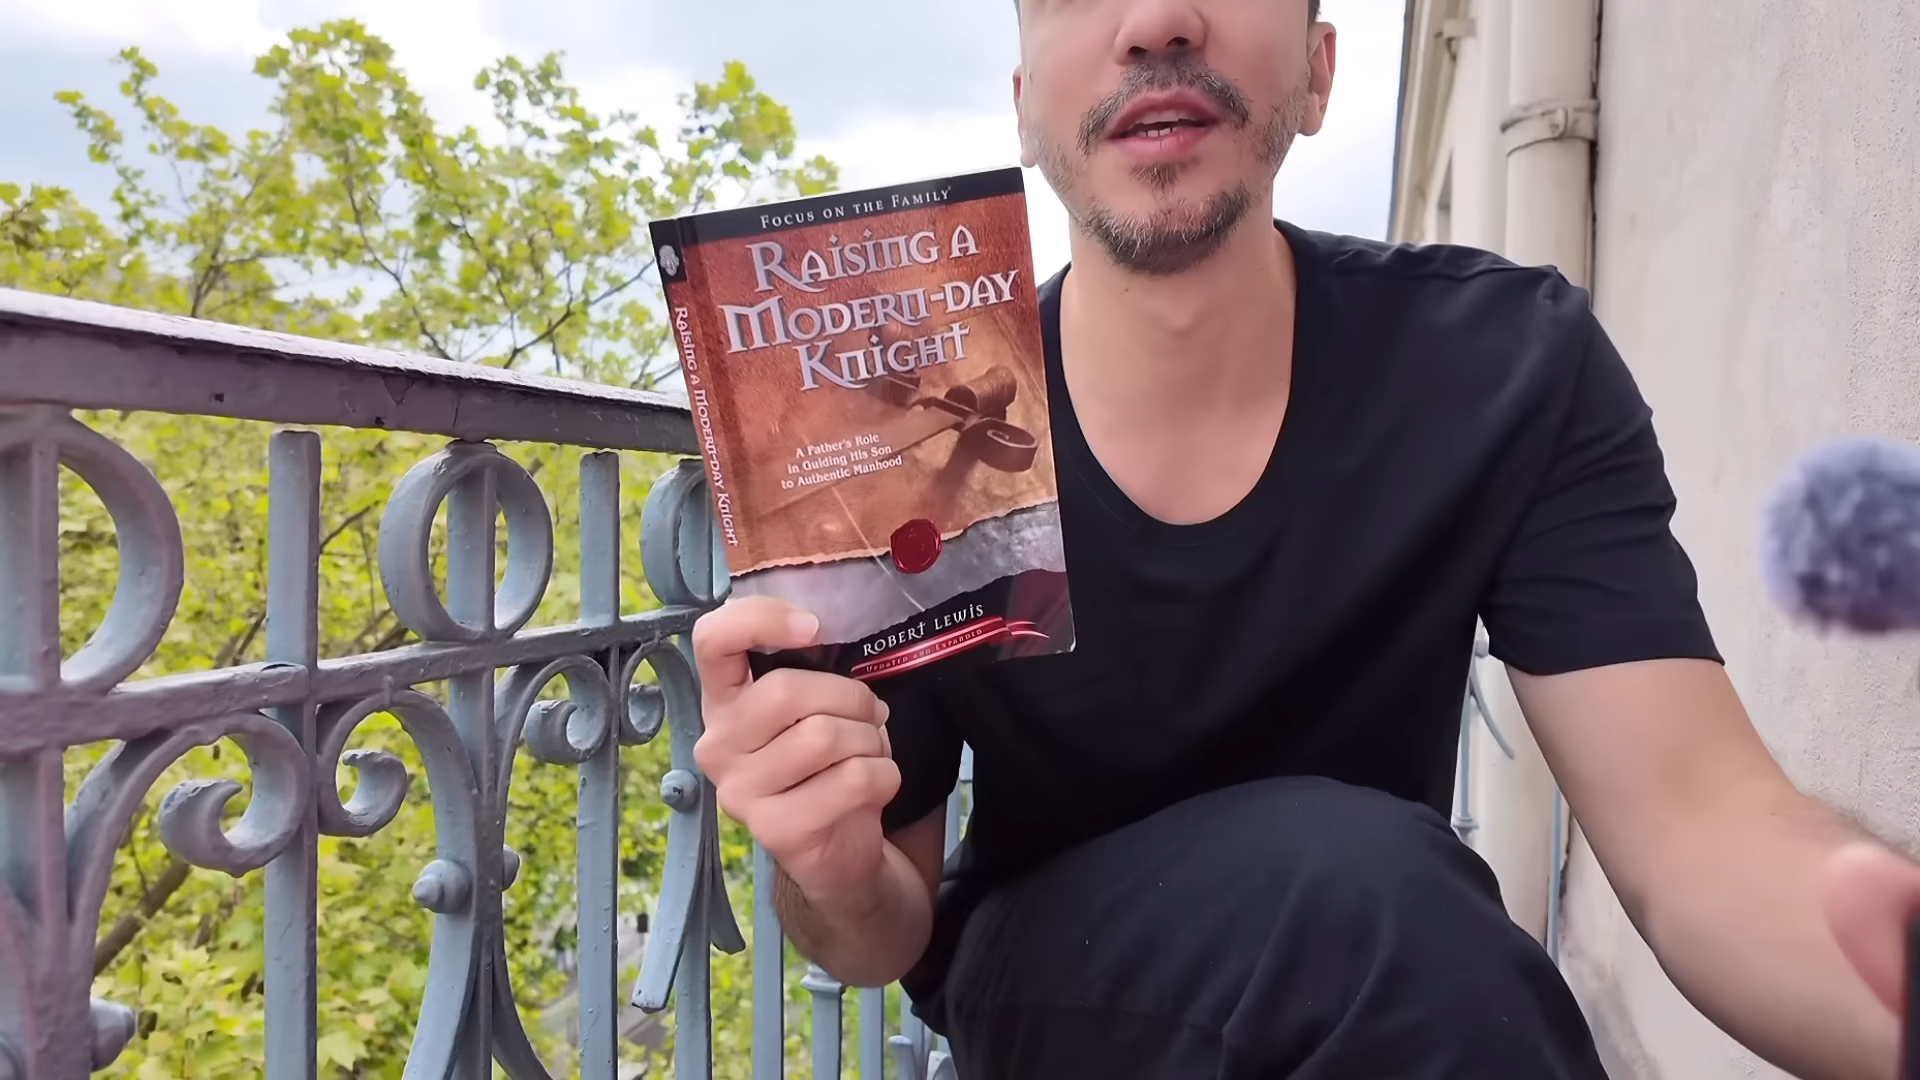 Focus on the Family
Raising a
Modern-day
Knight
A Father's Role
in Guiding His Son
to Authentic Manhood
Robert Lewis
Updated and Expanded
Raising a Modern-day Knight